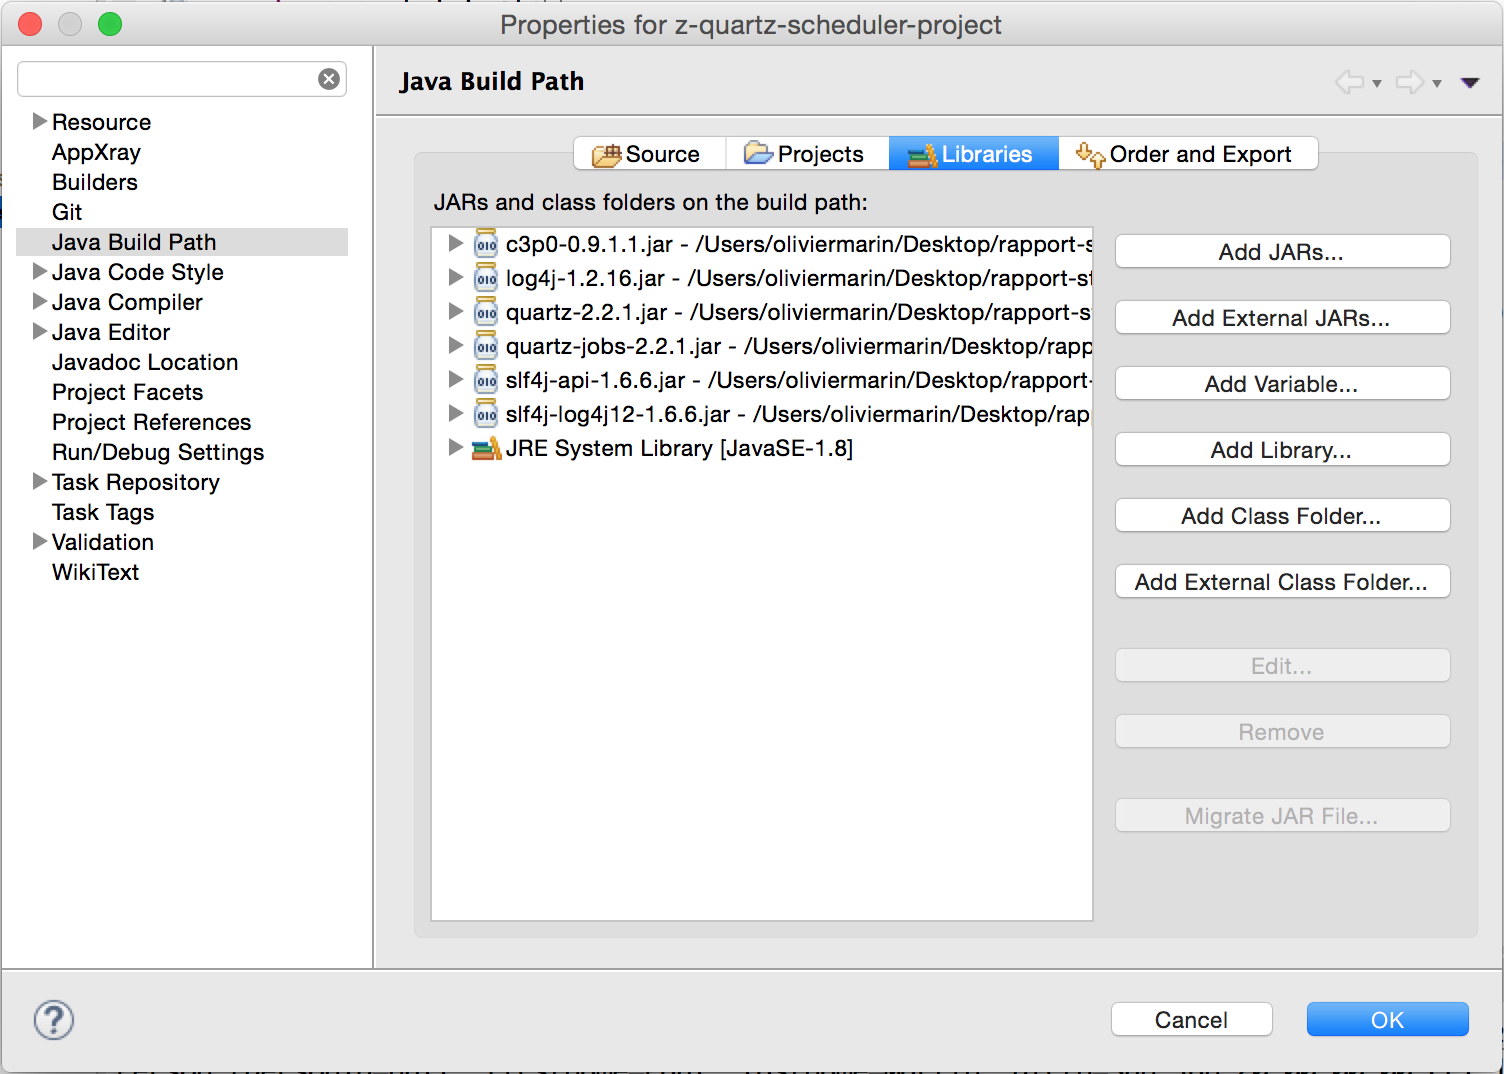 Properties for z-quartz-scheduler-project
Java Build Path
Resource
AppXray
Builders
Git
Java Build Path
Java Code Style
Java Compiler
Java Editor
Javadoc Location
Project Facets
Project References
Run/Debug Settings
Task Repository
Task Tags
Validation
WikiText
Source Projects Libraries Order and Export
JARs and class folders on the build path:
c3p0-0.9.1.1.jar - /Users/oliviermarin/Desktop/rapport-s
log4j-1.2.16.jar - /Users/oliviermarin/Desktop/rapport-st
quartz-2.2.1.jar - /Users/oliviermarin/Desktop/rapport-s
quartz-jobs-2.2.1.jar - /Users/oliviermarin/Desktop/rapp
slf4j-api-1.6.6.jar - /Users/oliviermarin/Desktop/rapport-
slf4j-log4j12-1.6.6.jar - /Users/oliviermarin/Desktop/rap
JRE System Library [JavaSE-1.8]
Add JARs...
Add External JARs...
Add Variable...
Add Library...
Add Class Folder...
Add External Class Folder...
Edit...
Remove
Migrate JAR File...
?
Cancel
OK